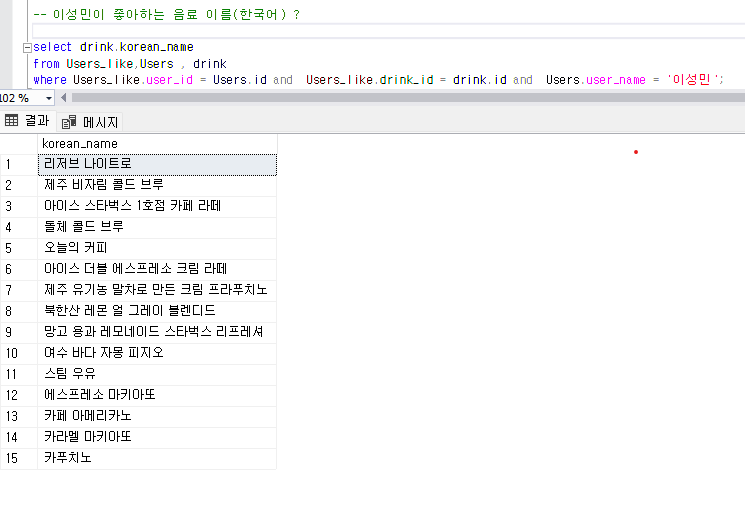 -- 이성민이 좋아하는 음료 이름(한국어) ?
select drink.korean_name
from Users_like,Users , drink
where Users_like.user_id = Users.id and  Users_like.drink_id = drink.id and  Users.user_name = '이성민';
102 %
결과 메시지
korean_name
1 리저브 나이트로
2 제주 비자림 콜드 브루
3 아이스 스타벅스 1호점 카페 라떼
4 돌체 콜드 브루
5 오늘의 커피
6 아이스 더블 에스프레소 크림 라떼
7 제주 유기농 말차로 만든 크림 프라푸치노
8 북한산 레몬 얼 그레이 블렌디드
9 망고 용과 레모네이드 스타벅스 리프레셔
10 여수 바다 자몽 피지오
11 스팀 우유
12 에스프레소 마키아또
13 카페 아메리카노
14 카라멜 마키아또
15 카푸치노